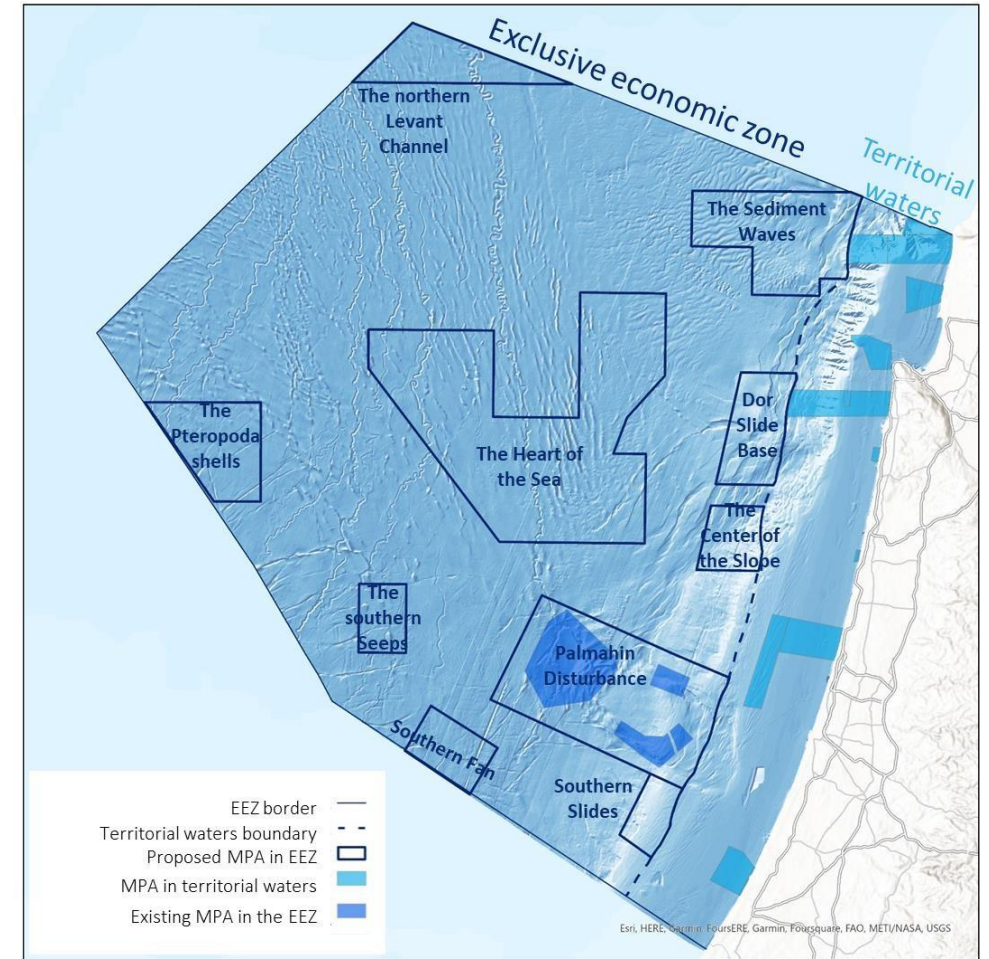 Exclusive economic zone
Territorial
waters
The northern
Levant
Channel
The Sediment
Waves
The
Pteropoda
shells
The Heart of
the Sea
Dor
Slide
Base
The
Center of
the Slope
The
southern
Seeps
Palmahin
Disturbance
Southern Fan
Southern
Slides
EEZ border
Territorial waters boundary
Proposed MPA in EEZ
MPA in territorial waters
Existing MPA in the EEZ
Esri, HERE, Garmin, FoursERE, Garmin, Foursquare, FAO, METI/NASA, USGS